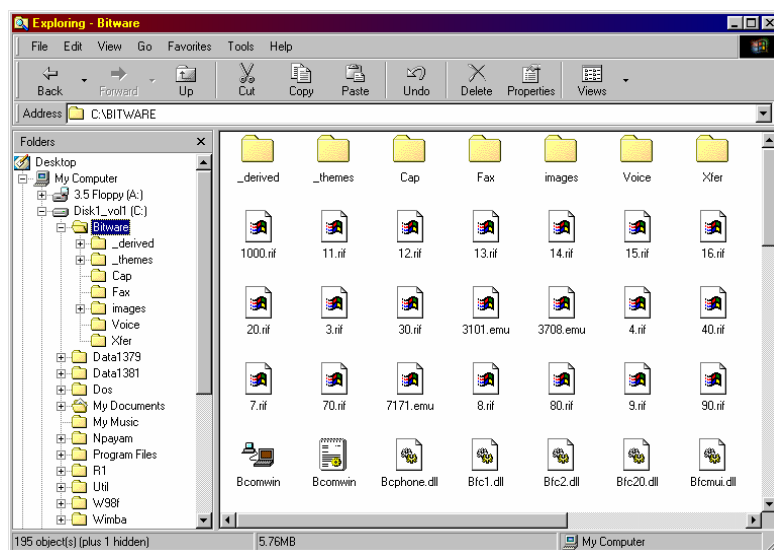 Exploring - Bitware
File Edit View Go Favorites Tools Help
Back Forward Up Cut Copy Paste Undo Delete Properties Views
Address C:\BITWARE
Folders
Desktop
My Computer
3.5 Floppy (A:)
Disk1_vol1 (C:)
Bitware
_derived
_themes
Cap
Fax
images
Voice
Xfer
Data1379
Data1381
Dos
My Documents
My Music
Npayam
Program Files
R1
Util
W98f
Wimba
_derived _themes Cap Fax images Voice Xfer
1000.rif 11.rif 12.rif 13.rif 14.rif 15.rif 16.rif
20.rif 3.rif 30.rif 3101.emu 3708.emu 4.rif 40.rif
7.rif 70.rif 7171.emu 8.rif 80.rif 9.rif 90.rif
Bcomwin Bcomwin Bcphone.dll Bfc1.dll Bfc2.dll Bfc20.dll Bfcmui.dll
195 object(s) (plus 1 hidden) 5.76MB My Computer